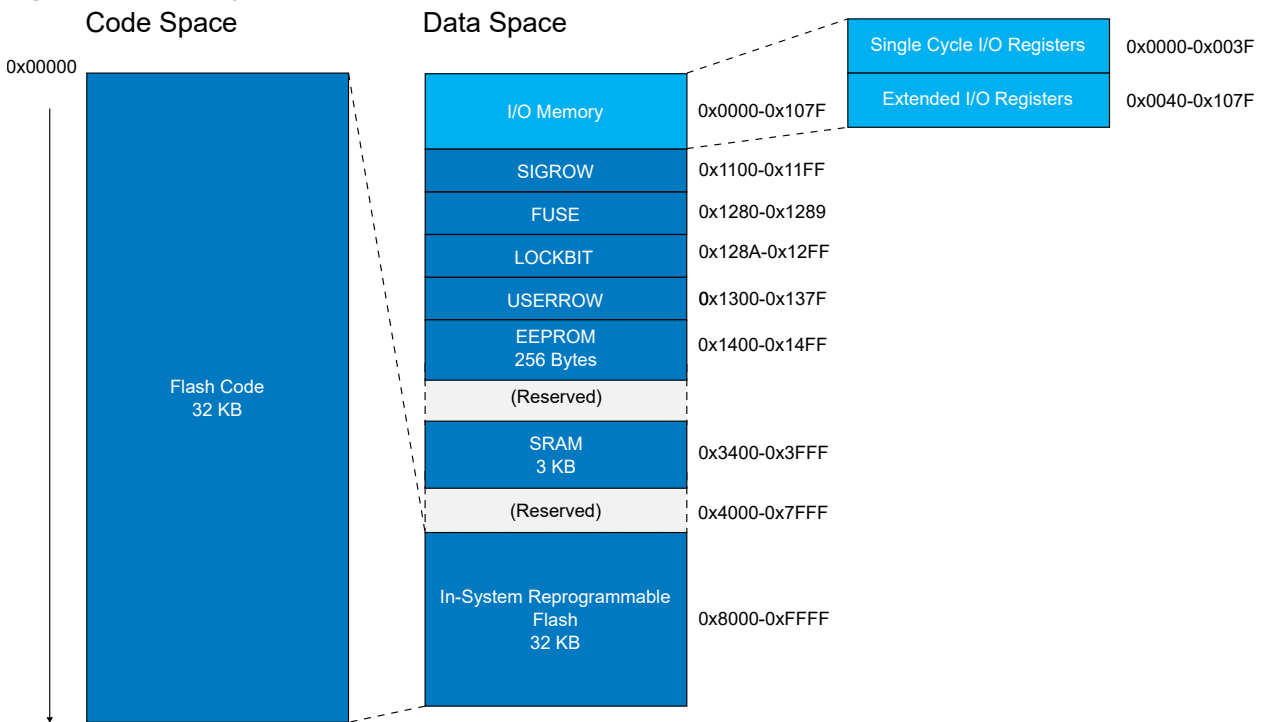 Code Space
Data Space
0x00000
Flash Code
32 KB
I/O Memory
0x0000-0x107F
Single Cycle I/O Registers
0x0000-0x003F
Extended I/O Registers
0x0040-0x107F
SIGROW
0x1100-0x11FF
FUSE
0x1280-0x1289
LOCKBIT
0x128A-0x12FF
USERROW
0x1300-0x137F
EEPROM
256 Bytes
0x1400-0x14FF
(Reserved)
SRAM
3 KB
0x3400-0x3FFF
(Reserved)
0x4000-0x7FFF
In-System Reprogrammable
Flash
32 KB
0x8000-0xFFFF